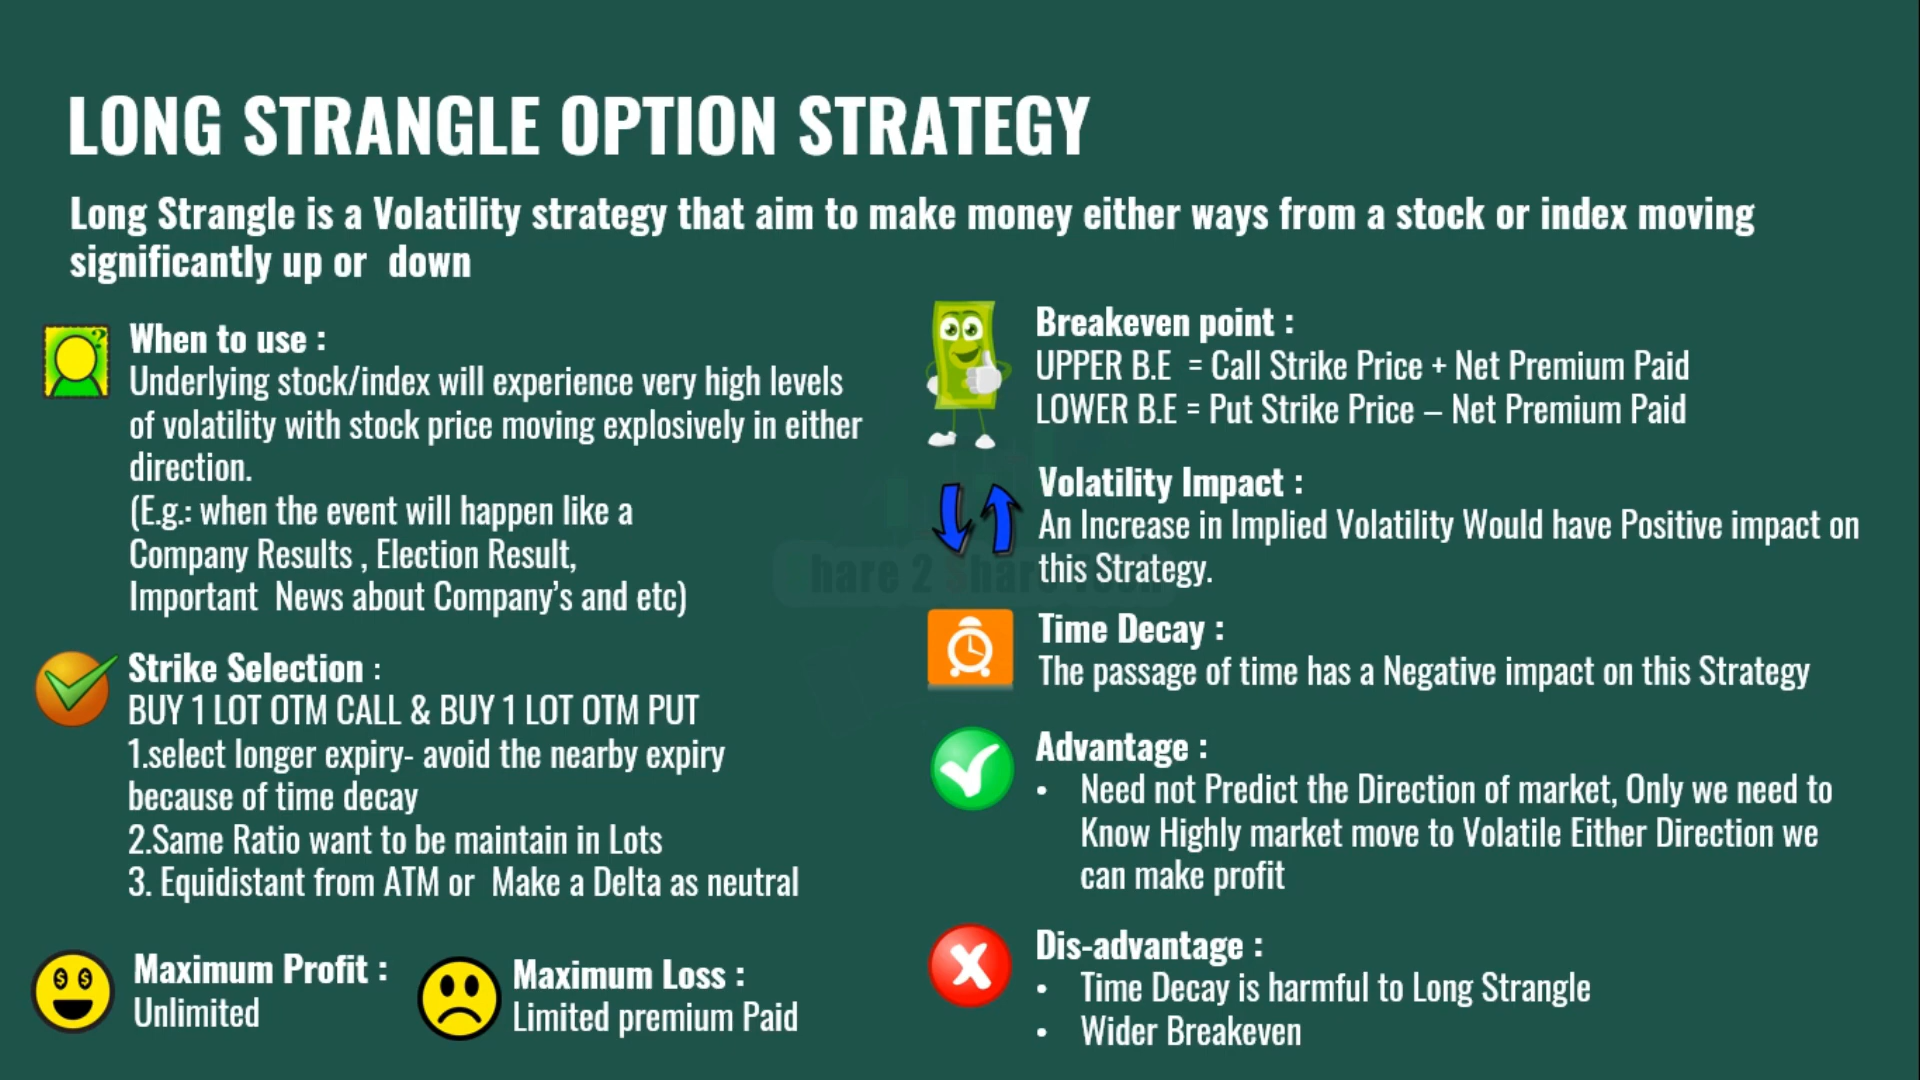 LONG STRANGLE OPTION STRATEGY
Long Strangle is a Volatility strategy that aim to make money either ways from a stock or index moving
significantly up or down
When to use :
Underlying stock/index will experience very high levels
of volatility with stock price moving explosively in either
direction.
(E.g.: when the event will happen like a
Company Results , Election Result,
Important News about Company's and etc)
Strike Selection :
BUY 1 LOT OTM CALL & BUY 1 LOT OTM PUT
1.select longer expiry- avoid the nearby expiry
because of time decay
2.Same Ratio want to be maintain in Lots
3. Equidistant from ATM or Make a Delta as neutral
Maximum Profit :
Unlimited
Maximum Loss :
Limited premium Paid
Breakeven point :
UPPER B.E = Call Strike Price + Net Premium Paid
LOWER B.E = Put Strike Price – Net Premium Paid
Volatility Impact :
An Increase in Implied Volatility Would have Positive impact on
this Strategy.
Time Decay :
The passage of time has a Negative impact on this Strategy
Advantage :
• Need not Predict the Direction of market, Only we need to
Know Highly market move to Volatile Either Direction we
can make profit
Dis-advantage :
• Time Decay is harmful to Long Strangle
• Wider Breakeven